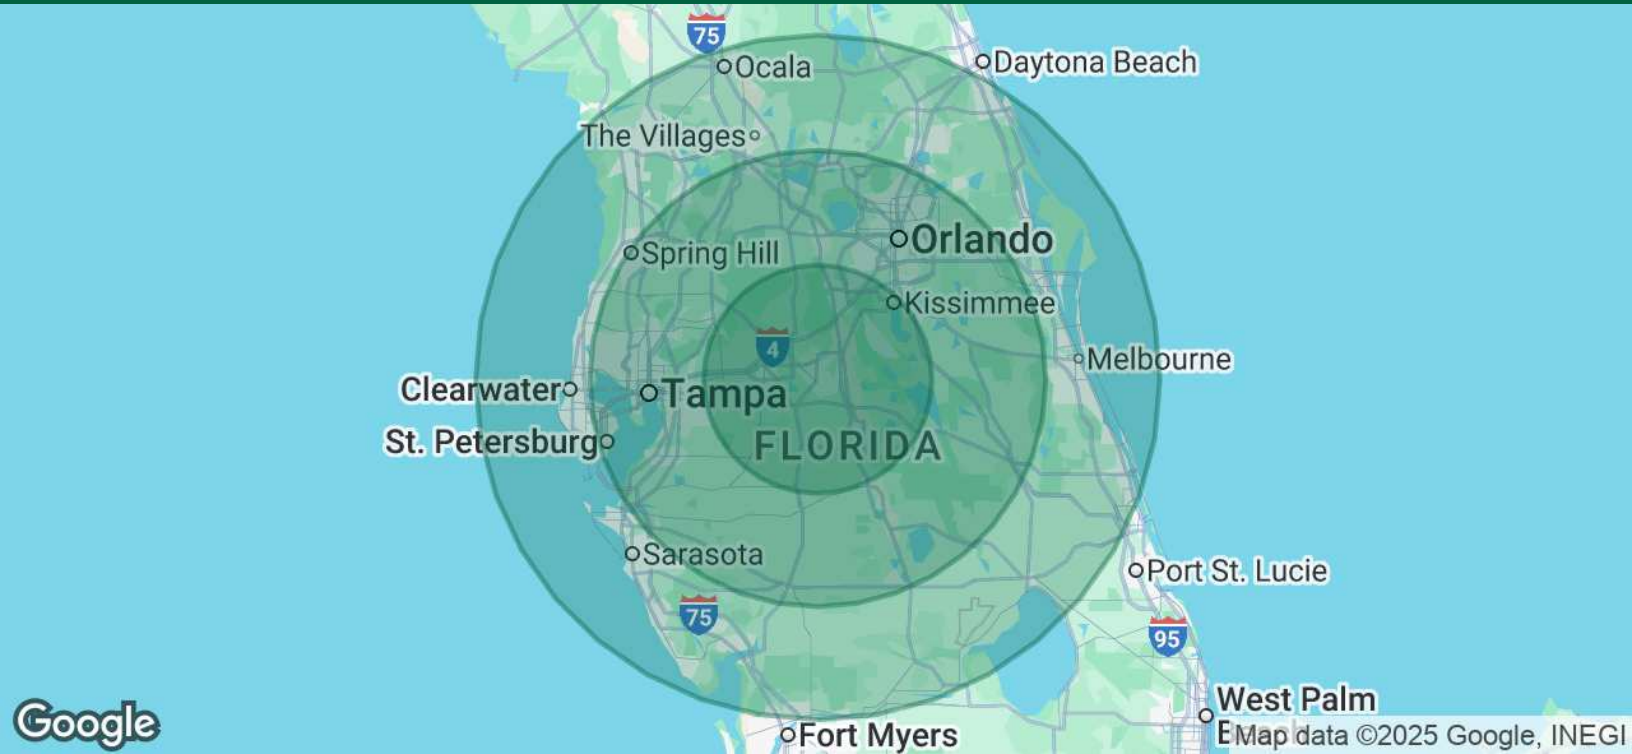 75
Ocala
Daytona Beach
The Villages
Orlando
Spring Hill
Kissimmee
4
Melbourne
Clearwater
Tampa
St. Petersburg
FLORIDA
Sarasota
Port St. Lucie
75
95
West Palm
Google
Fort Myers
Map data ©2025 Google, INEGI